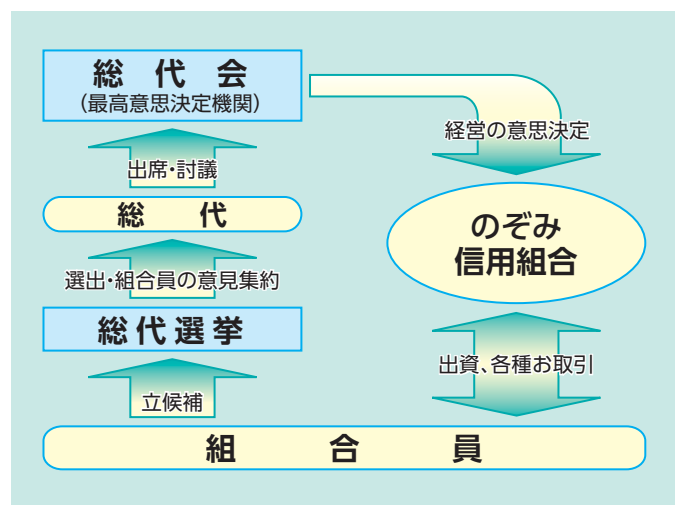 総代会
(最高意思決定機関)
経営の意思決定
出席・討議
総代
のぞみ
信用組合
選出・組合員の意見集約
総代選挙
出資、各種お取引
立候補
組合員